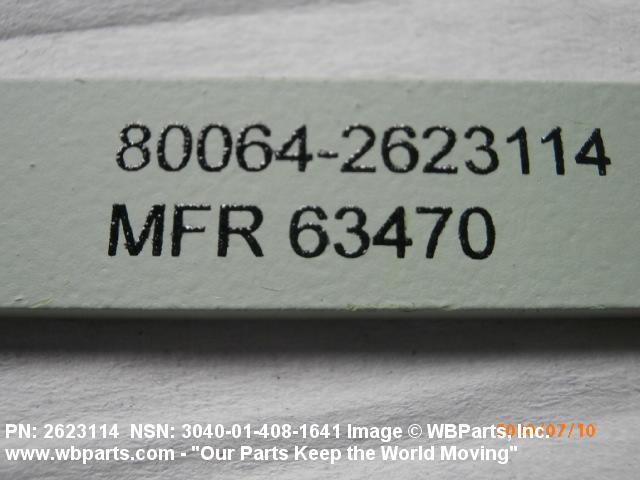 80064-2623114
MFR 63470
PN: 2623114 NSN: 3040-01-408-1641 Image © WBParts, Inc.
www.wbparts.com - "Our Parts Keep the World Moving"